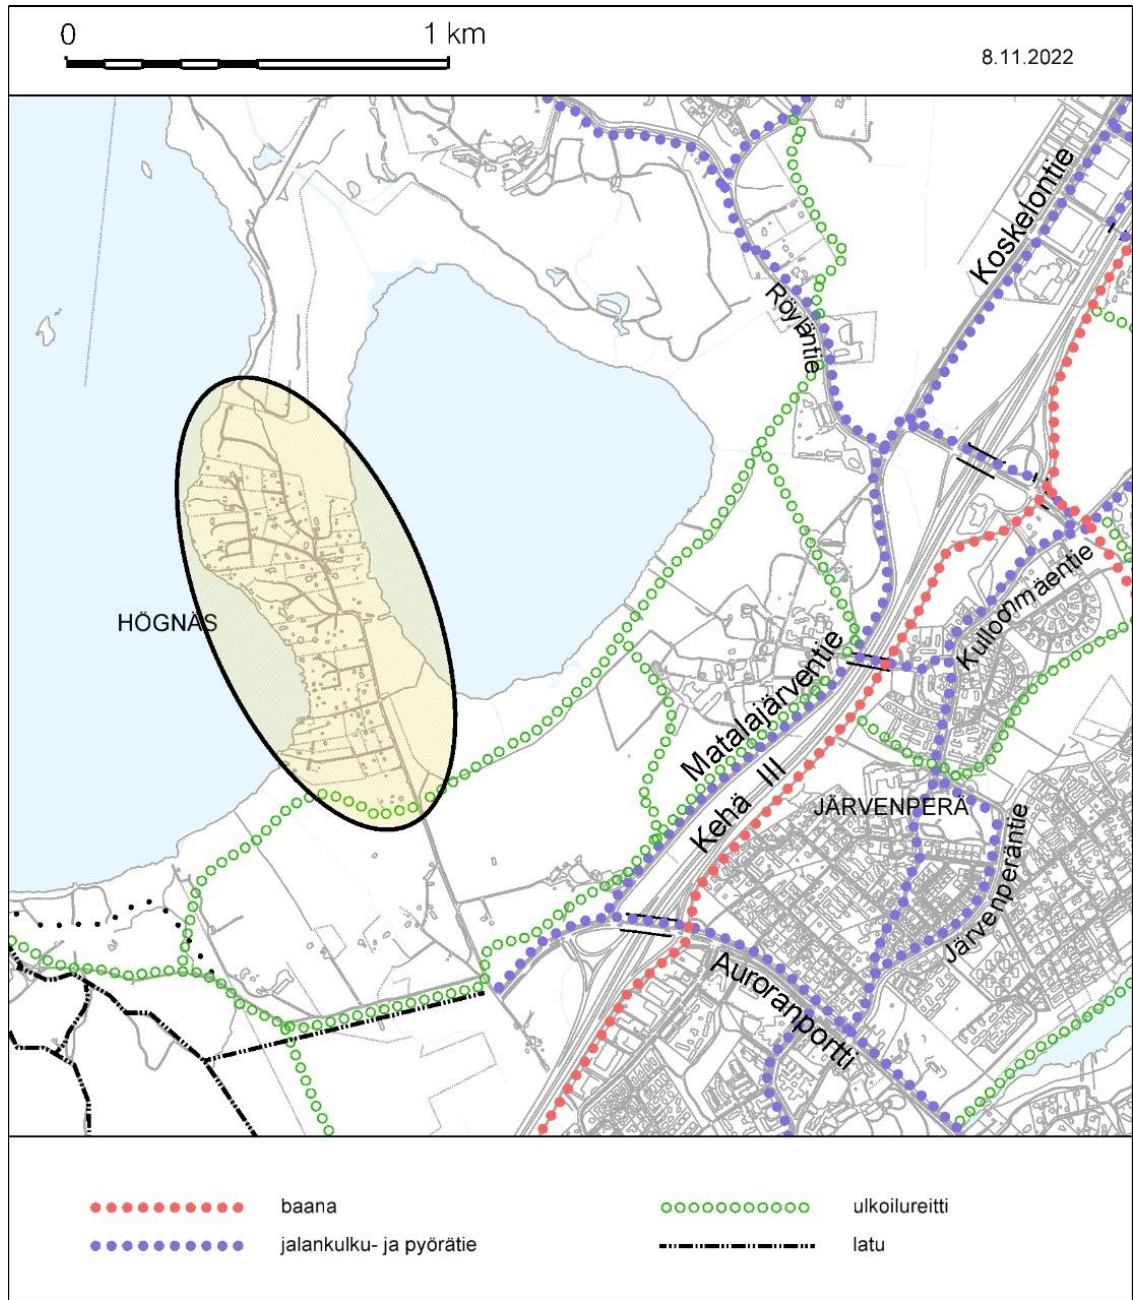 0 1 km
8.11.2022
Koskelontie
Röyläntie
HÖGNÄS
Kulloonmäentie
Matalajärventie
Kehä III
JÄRVENPERÄ
Järvenperäntie
Auroranportti
baana
ulkoilureitti
jalankulku- ja pyörätie
latu